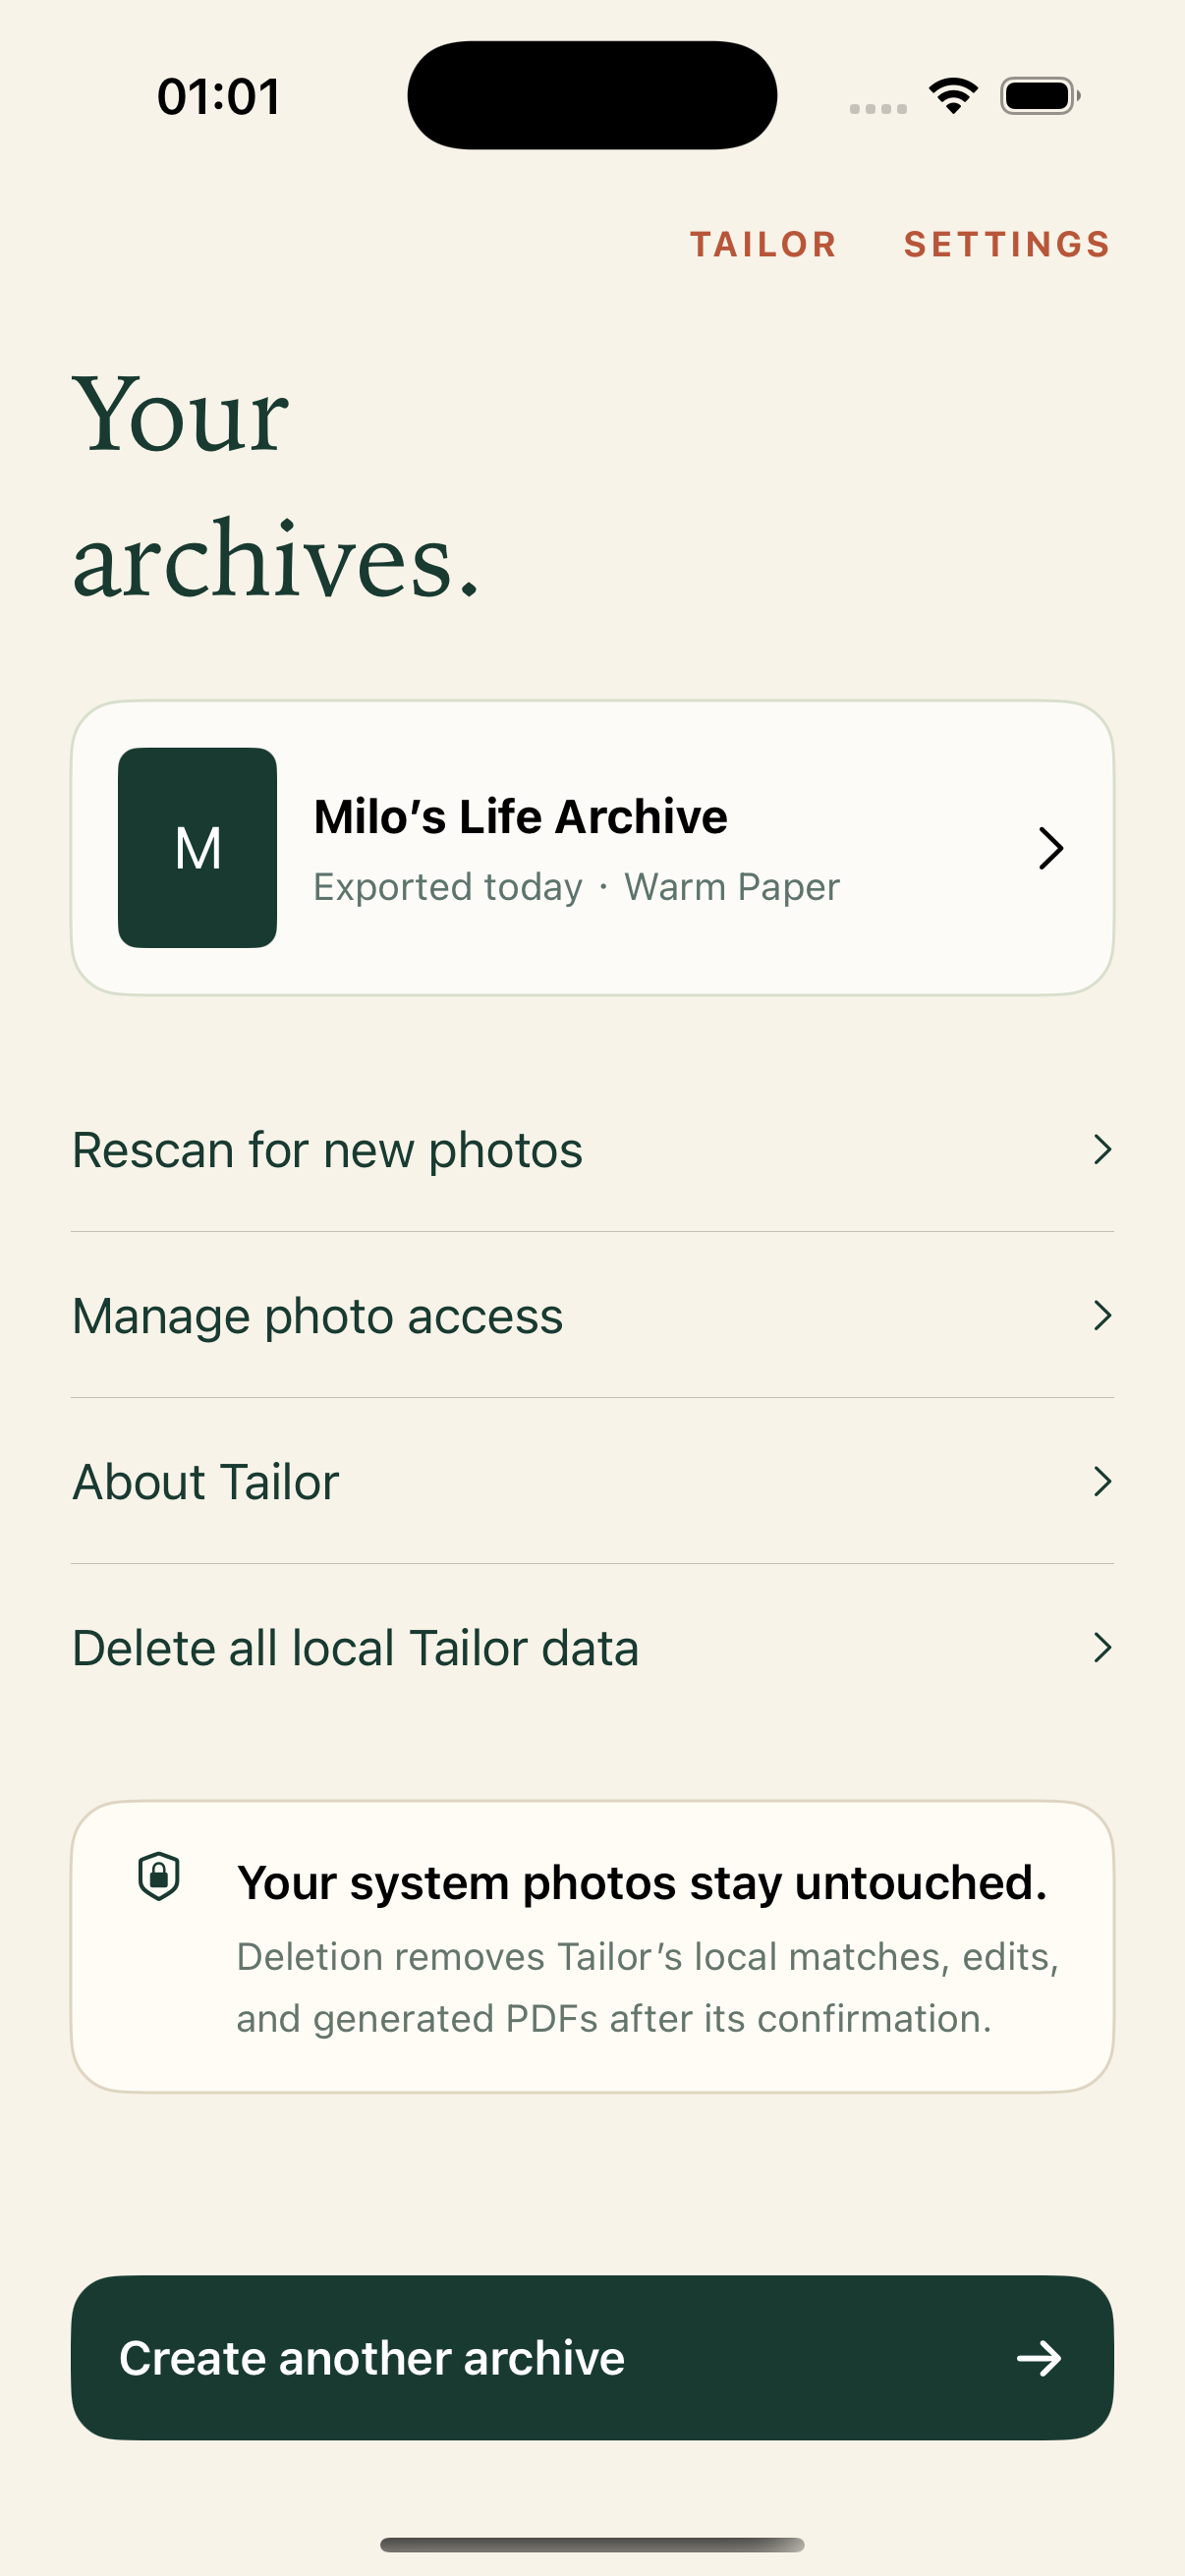 01:01
TAILOR SETTINGS
Your
archives.
M
Milo’s Life Archive
Exported today · Warm Paper
Rescan for new photos
Manage photo access
About Tailor
Delete all local Tailor data
Your system photos stay untouched.
Deletion removes Tailor’s local matches, edits,
and generated PDFs after its confirmation.
Create another archive